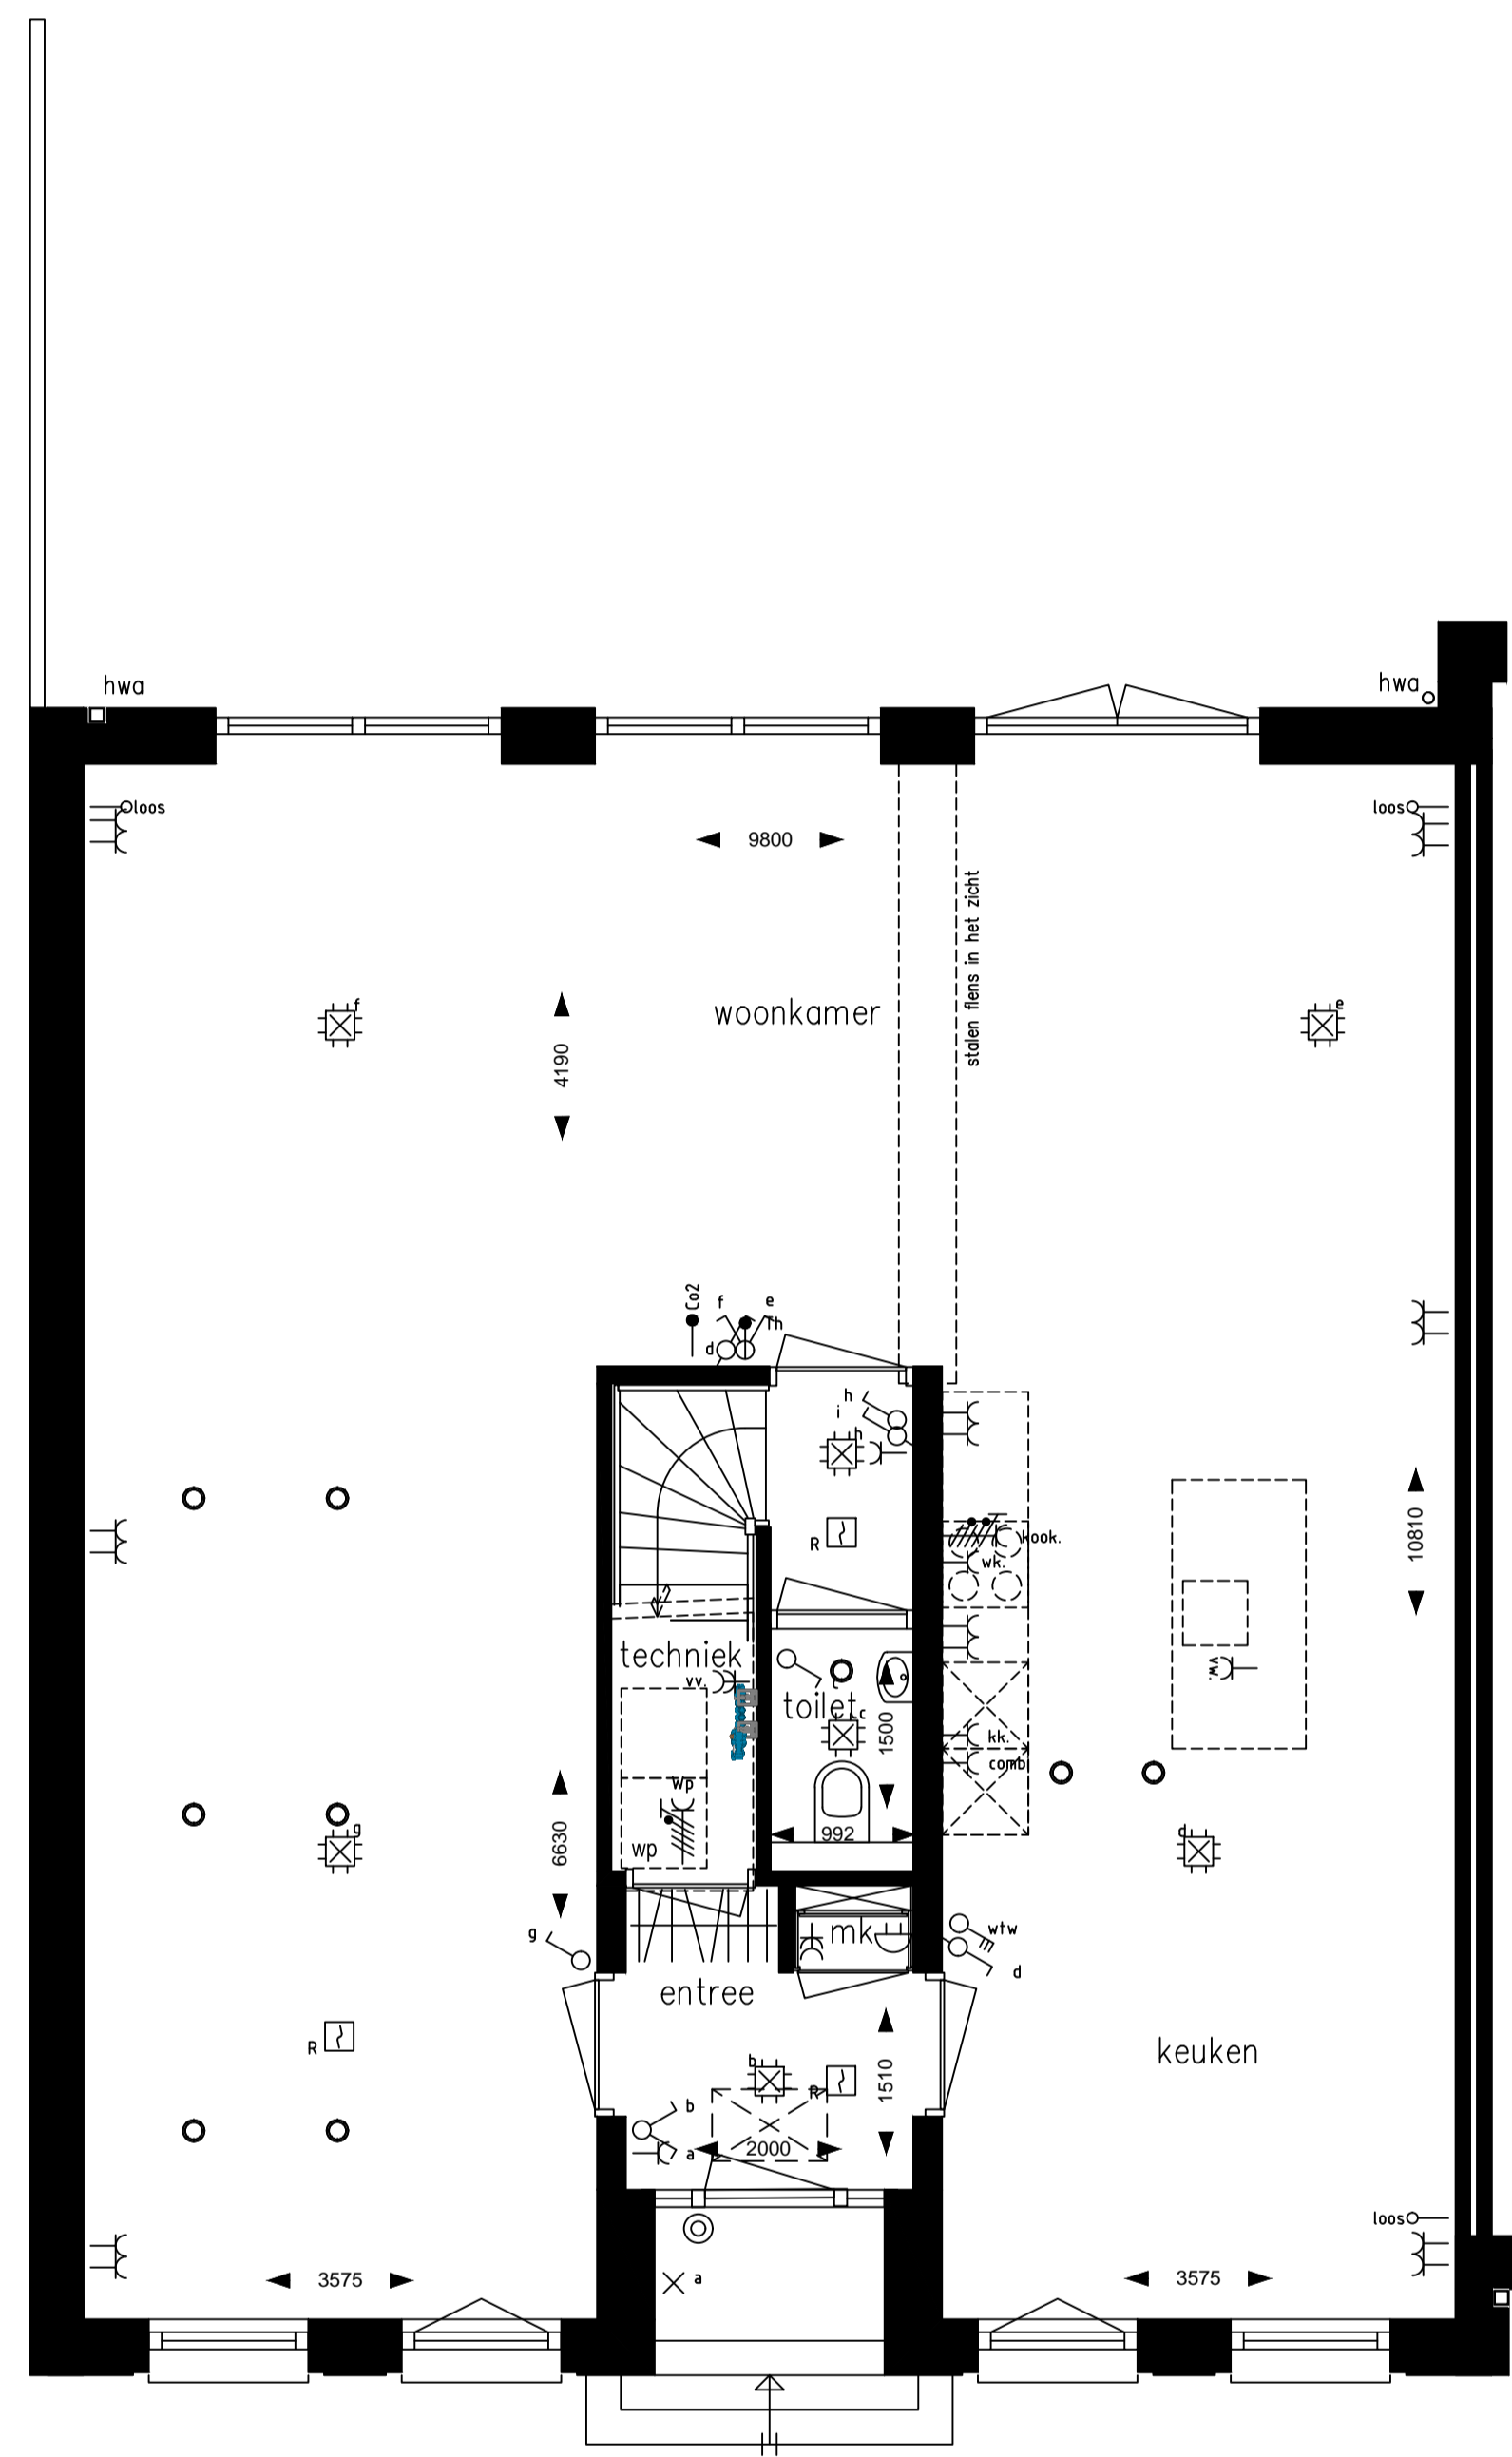 hwa
hwa
loos
loos
9800
stalen flens in het zicht
woonkamer
f
e
4190
Co2
f
e
Th
d
h
i
h
R
kook.
wk.
10810
techniek
vv.
toilet
c
c
1500
vw.
kk.
combi
Wp
wp
992
6630
g
d
g
mk
wtw
d
entree
R
b
R
1510
keuken
b
a
2000
loos
3575
a
3575